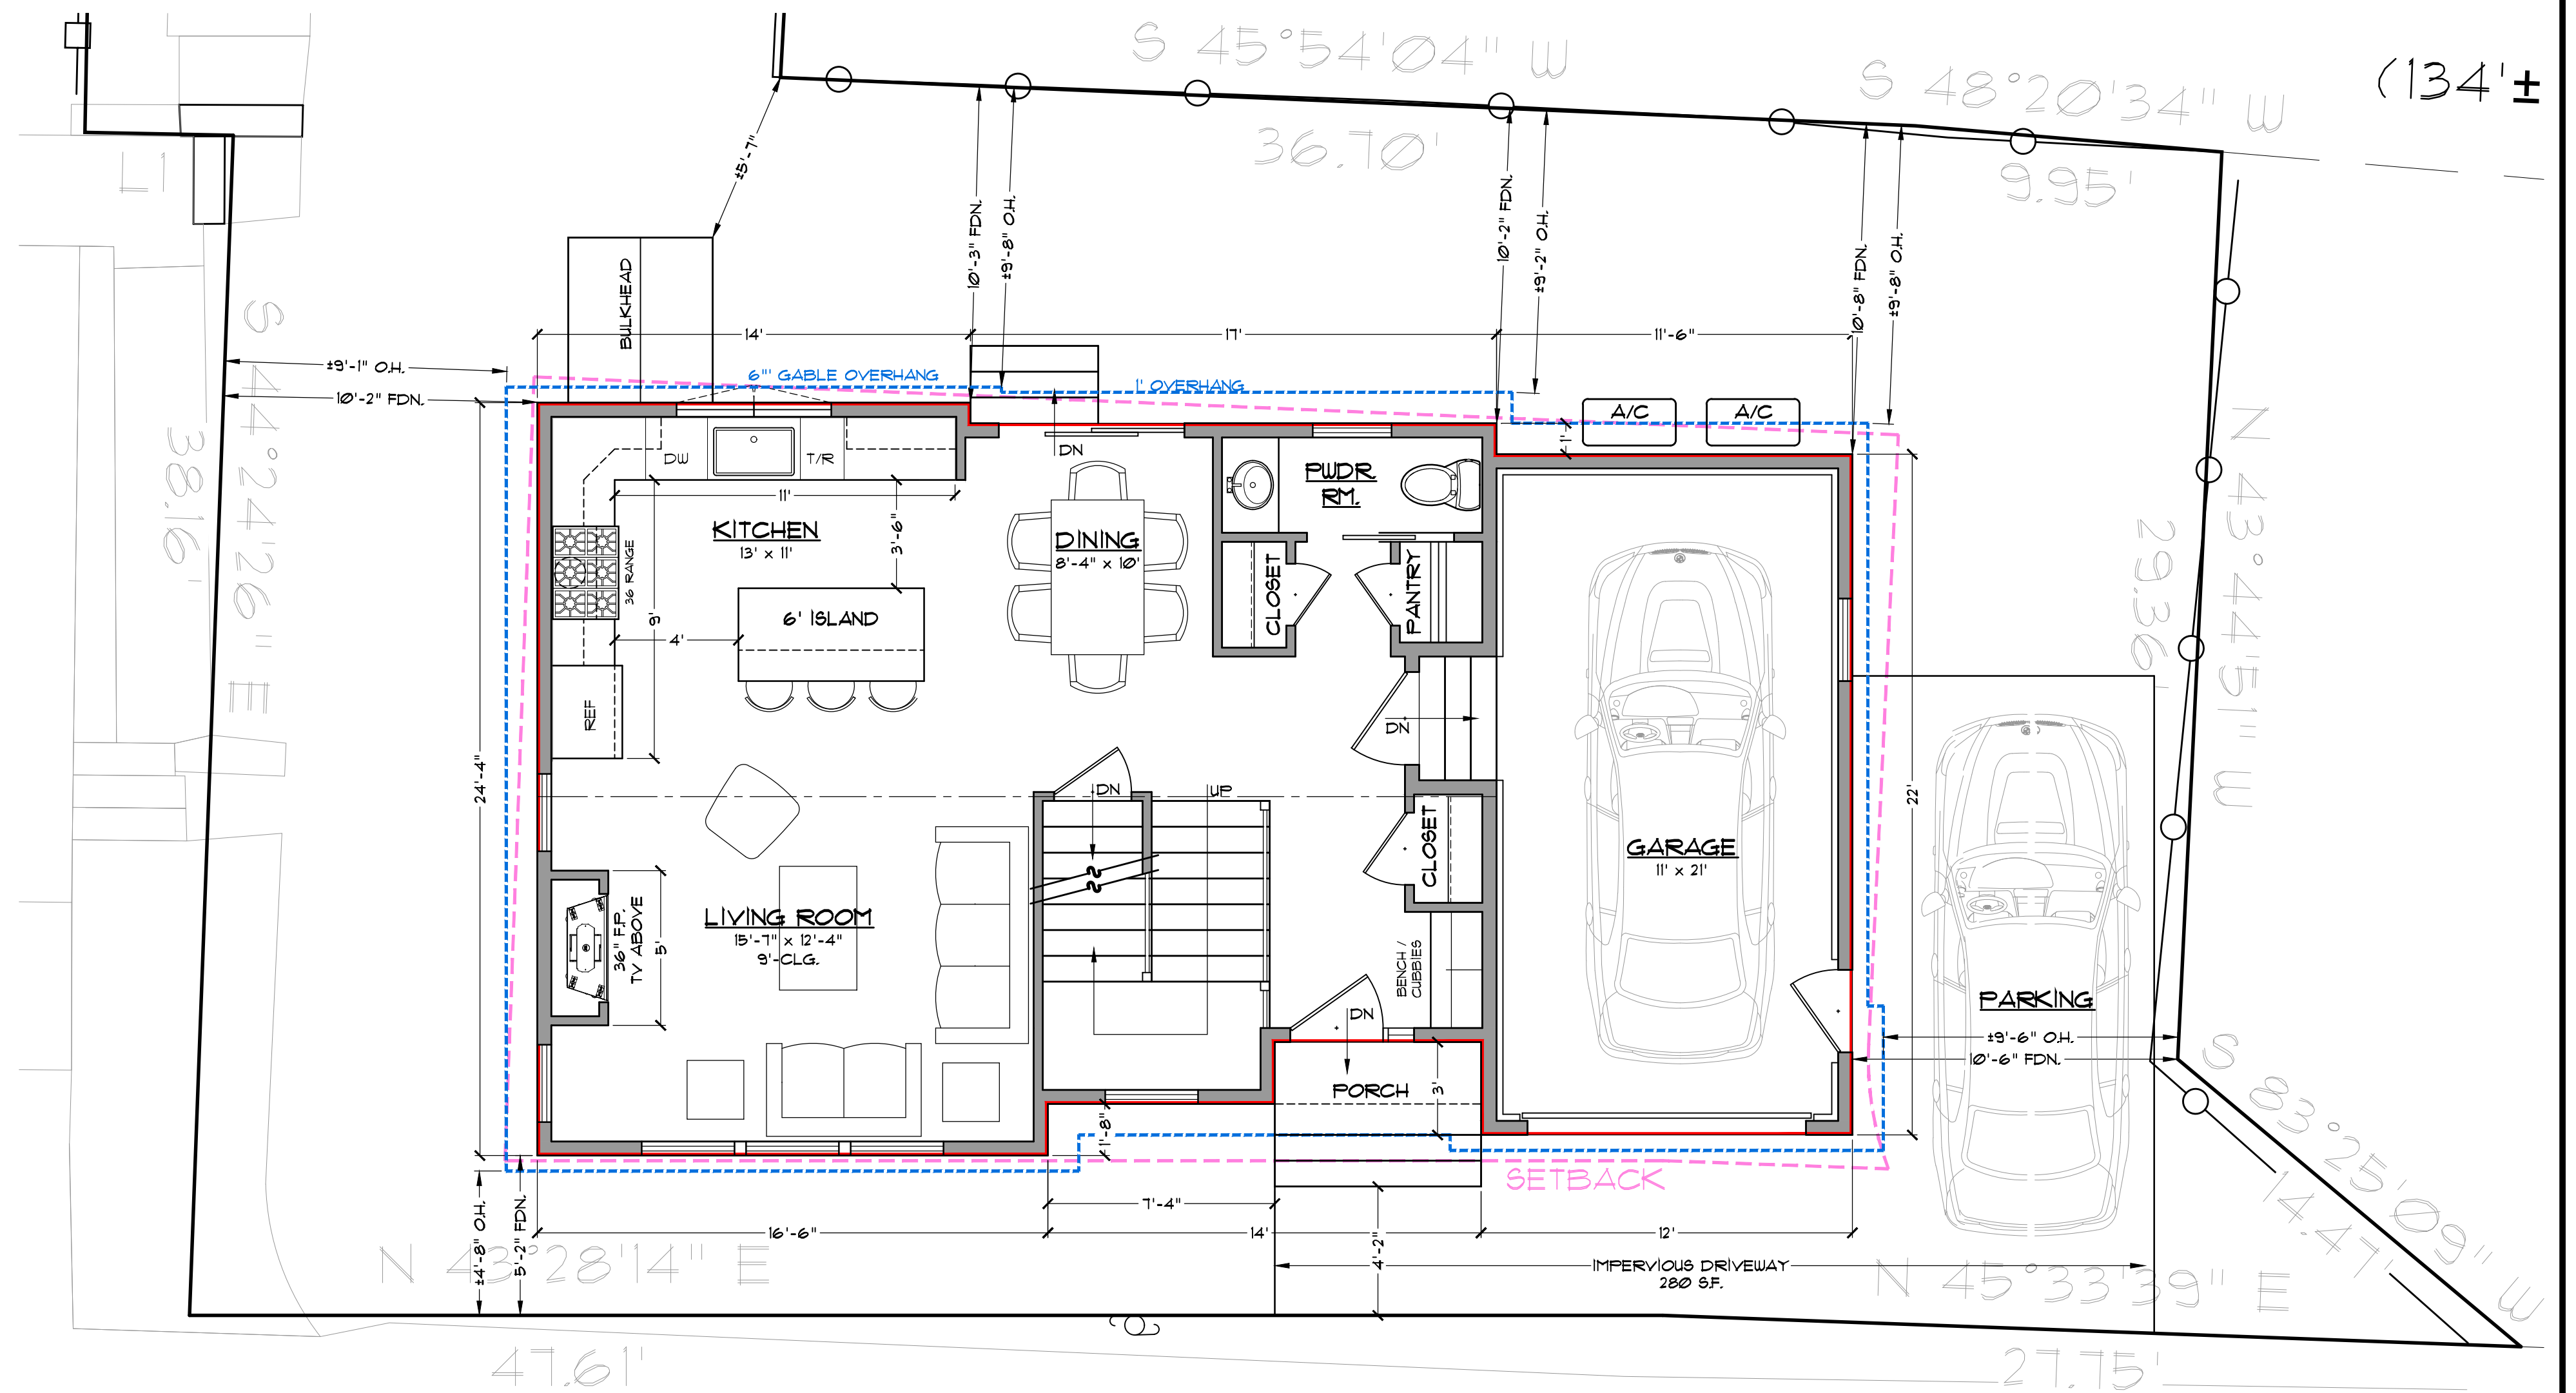 S 45°54'04" W
S 48°20'34" W
(134'±
36.70'
9.95'
L1
±5'-7"
10'-3" FDN.
±9'-8" O.H.
10'-2" FDN.
±9'-2" O.H.
10'-8" FDN.
±9'-8" O.H.
BULKHEAD
14'
17'
11'-6"
±9'-1" O.H.
10'-2" FDN.
6"' GABLE OVERHANG
1' OVERHANG
A/C
A/C
1'
S 44°24'26" E
38.16'
N 43°44'51" W
29.36'
DW
T/R
DN
11'
KITCHEN
13' x 11'
3'-6"
36 RANGE
9'
4'
6' ISLAND
REF
DINING
8'-4" x 10'
PWDR.
RM.
CLOSET
PANTRY
DN
24'-4"
22'
DN
UP
CLOSET
GARAGE
11' x 21'
LIVING ROOM
15'-7" x 12'-4"
9'-CLG.
36" F.P.
TV ABOVE
5'
BENCH /
CUBBIES
DN
PORCH
3'
PARKING
±9'-6" O.H.
10'-6" FDN.
1'-8"
SETBACK
S 83°25'09" W
14.47'
7'-4"
16'-6"
14'
12'
±4'-8" O.H.
5'-2" FDN.
4'-2"
IMPERVIOUS DRIVEWAY
280 S.F.
N 43°28'14" E
N 45°33'39" E
47.61'
27.75'